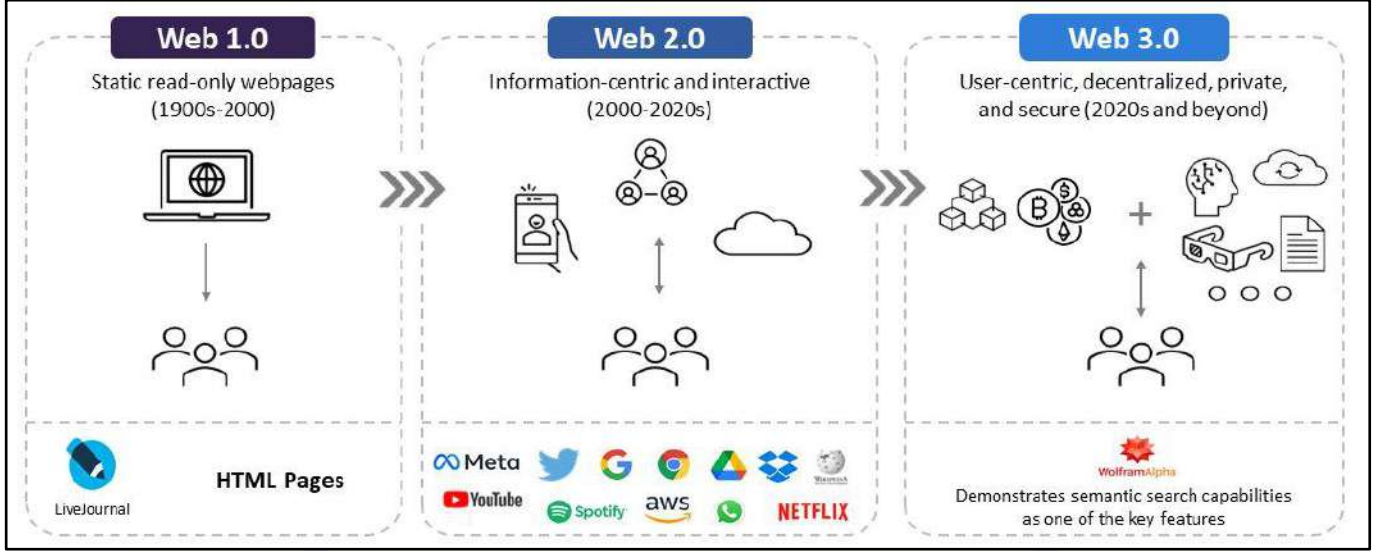 Web 1.0
Static read-only webpages
(1900s-2000)
LiveJournal
HTML Pages
Web 2.0
Information-centric and interactive
(2000-2020s)
Meta
YouTube
Spotify
aws
WIKIPEDIA
NETFLIX
Web 3.0
User-centric, decentralized, private,
and secure (2020s and beyond)
WolframAlpha
Demonstrates semantic search capabilities
as one of the key features